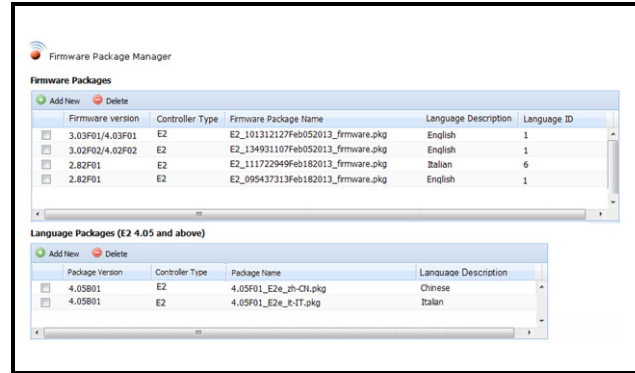 Firmware Package Manager
Firmware Packages
Add New Delete
Firmware version Controller Type Firmware Package Name Language Description Language ID
3.03F01/4.03F01 E2 E2_101312127Feb052013_firmware.pkg English 1
3.02F02/4.02F02 E2 E2_134931107Feb052013_firmware.pkg English 1
2.82F01 E2 E2_111722949Feb182013_firmware.pkg Italian 6
2.82F01 E2 E2_095437313Feb182013_firmware.pkg English 1
Language Packages (E2 4.05 and above)
Add New Delete
Package Version Controller Type Package Name Language Description
4.05B01 E2 4.05F01_E2e_zh-CN.pkg Chinese
4.05B01 E2 4.05F01_E2e_it-IT.pkg Italian